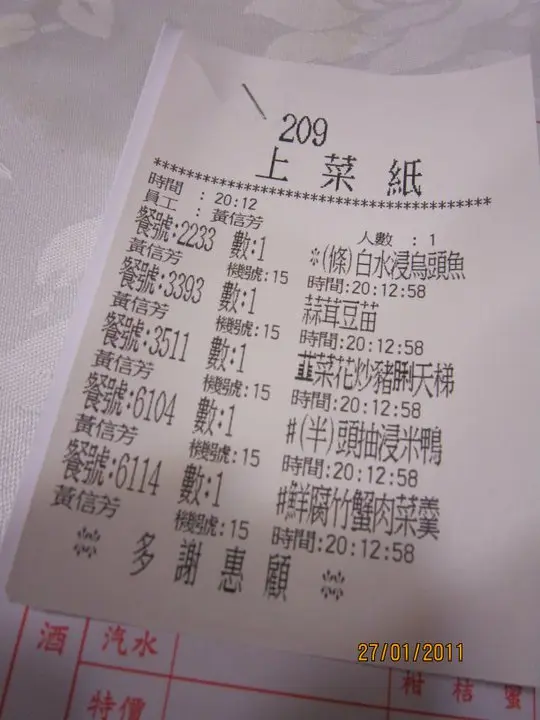 209
上菜紙
********************************************
時間 : 20:12
員工 : 黃信芳 人數 : 1
餐號:2233 數:1 *(條)白水浸烏頭魚
黃信芳 機號:15 時間:20:12:58
餐號:3393 數:1 蒜茸豆苗
黃信芳 機號:15 時間:20:12:58
餐號:3511 數:1 韮菜花炒豬脷天梯
黃信芳 機號:15 時間:20:12:58
餐號:6104 數:1 #(半)頭抽浸米鴨
黃信芳 機號:15 時間:20:12:58
餐號:6114 數:1 #鮮腐竹蟹肉菜羹
黃信芳 機號:15 時間:20:12:58
多謝惠顧
酒 汽水
特價
柑桔蜜
27/01/2011